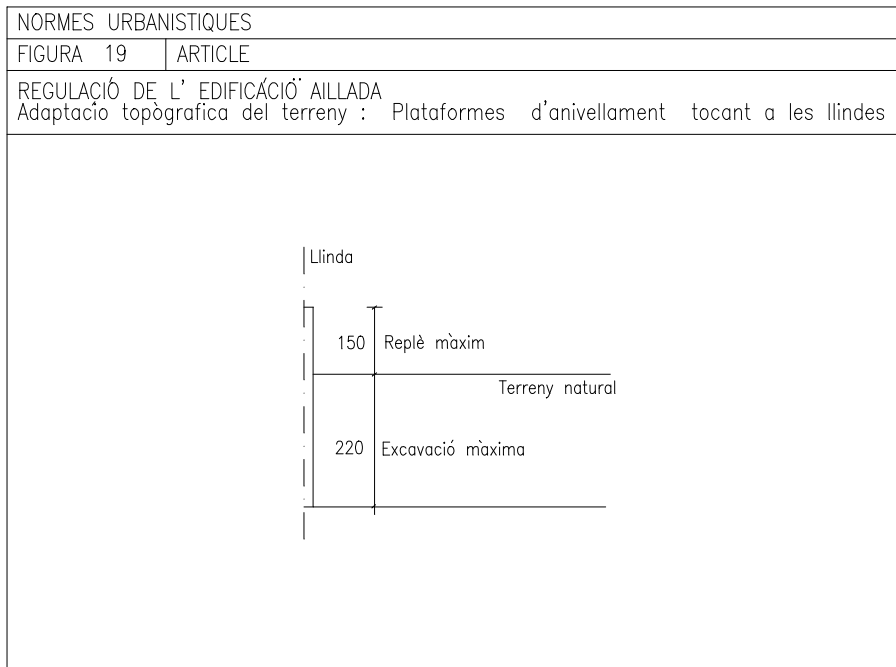 NORMES URBANISTIQUES
FIGURA 19 ARTICLE
REGULACIÓ DE L' EDIFICÁCIÖ AILLADA
Adaptacio topògrafica del terreny : Plataformes d'anivellament tocant a les llindes
Llinda
150 Replè màxim
Terreny natural
220 Excavació màxima